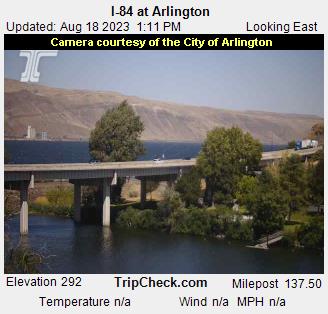 I-84 at Arlington
Updated: Aug 18 2023 1:11 PM Looking East
Camera courtesy of the City of Arlington
Elevation 292 TripCheck.com Milepost 137.50
Temperature n/a Wind n/a MPH n/a